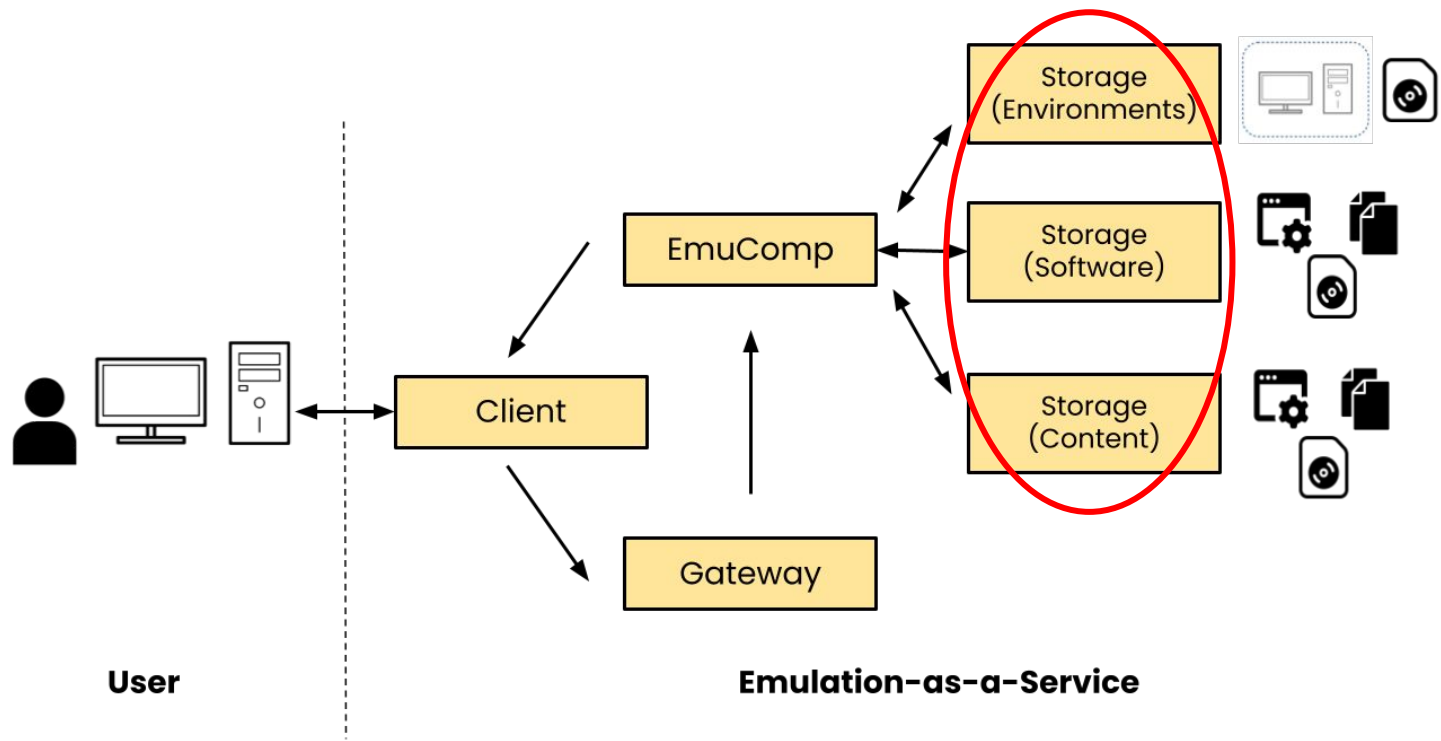 Storage
(Environments)
EmuComp
Storage
(Software)
Client
Storage
(Content)
Gateway
User
Emulation-as-a-Service